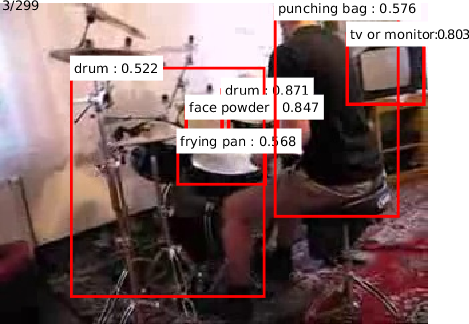 3/299
punching bag : 0.576
tv or monitor:0.803
drum : 0.522
drum : 0.871
face powder : 0.847
frying pan : 0.568